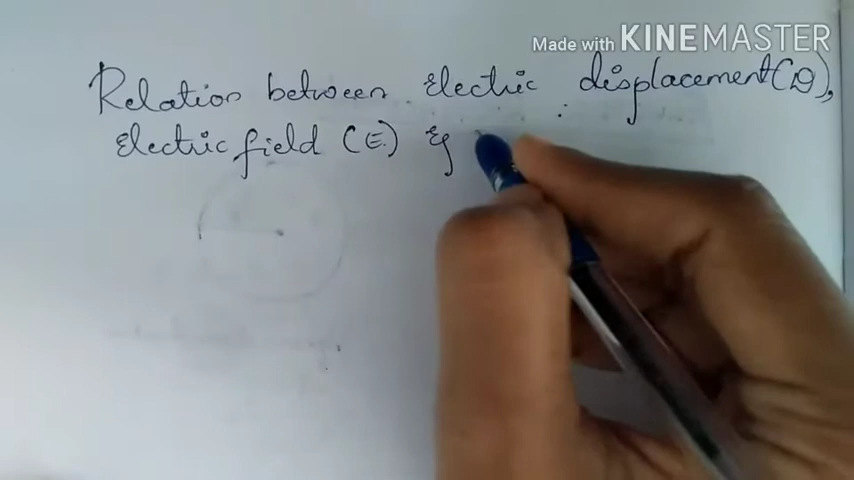 Made with KINEMASTER
Relation between electric displacement (D),
electric field (E) &